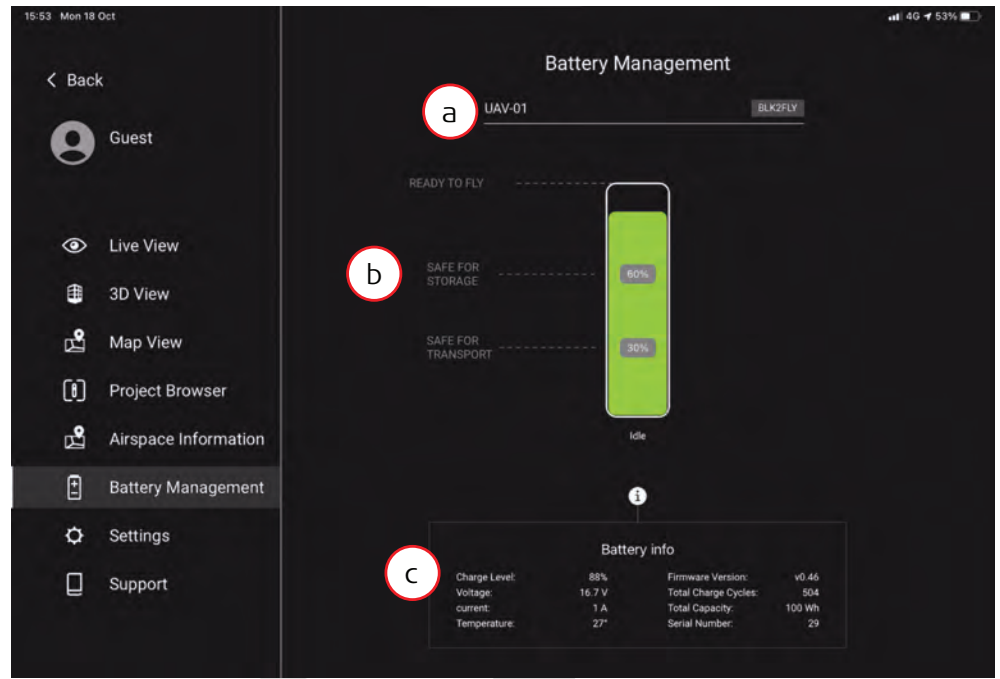 15:53 Mon 18 Oct
4G 53%
Back
Guest
Live View
3D View
Map View
Project Browser
Airspace Information
Battery Management
Settings
Support
Battery Management
a
UAV-01 BLK2FLY
READY TO FLY
b
SAFE FOR
STORAGE
60%
SAFE FOR
TRANSPORT
30%
Idle
i
c
Battery info
Charge Level: 88% Firmware Version: v0.46
Voltage: 16.7 V Total Charge Cycles: 504
current: 1 A Total Capacity: 100 Wh
Temperature: 27° Serial Number: 29